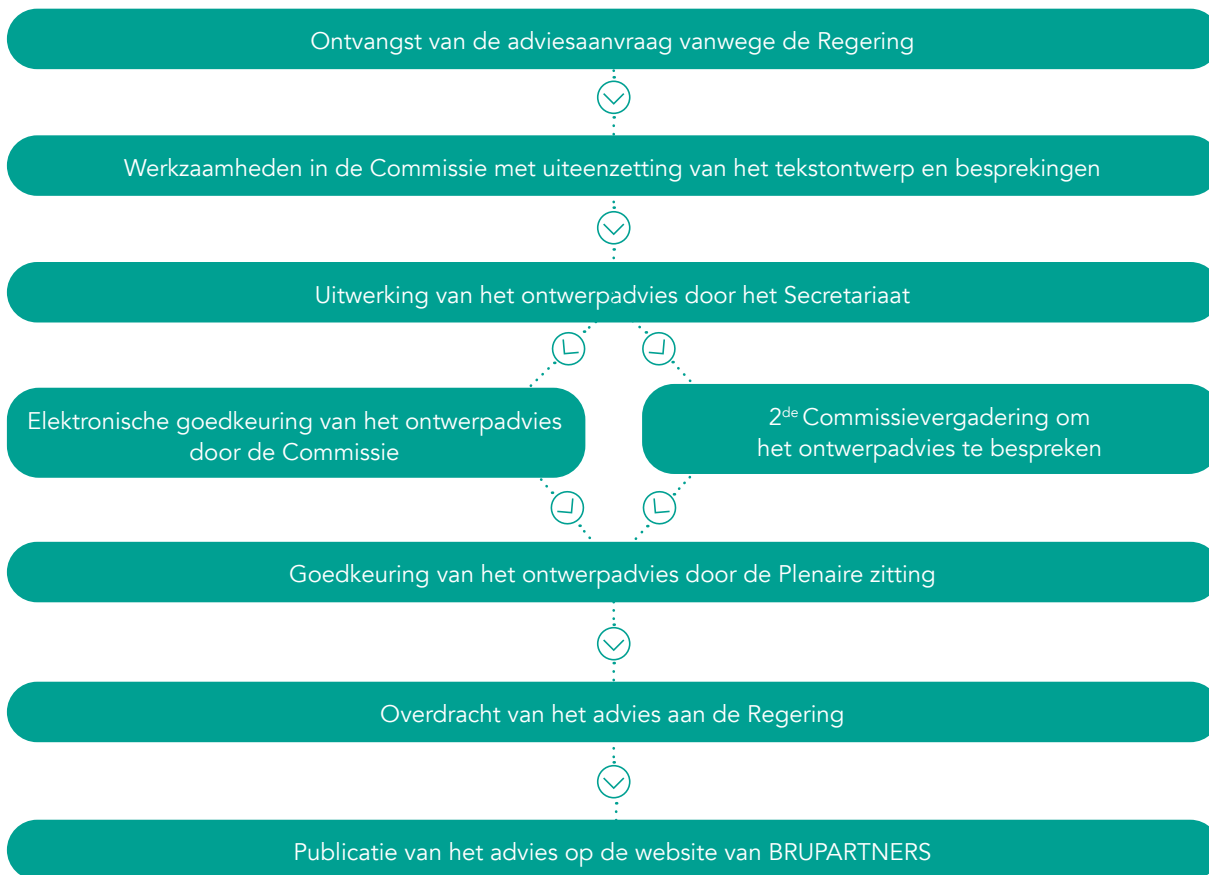 Ontvangst van de adviesaanvraag vanwege de Regering
Werkzaamheden in de Commissie met uiteenzetting van het tekstontwerp en besprekingen
Uitwerking van het ontwerpadvies door het Secretariaat
Elektronische goedkeuring van het ontwerpadvies
door de Commissie
2de Commissievergadering om
het ontwerpadvies te bespreken
Goedkeuring van het ontwerpadvies door de Plenaire zitting
Overdracht van het advies aan de Regering
Publicatie van het advies op de website van BRUPARTNERS